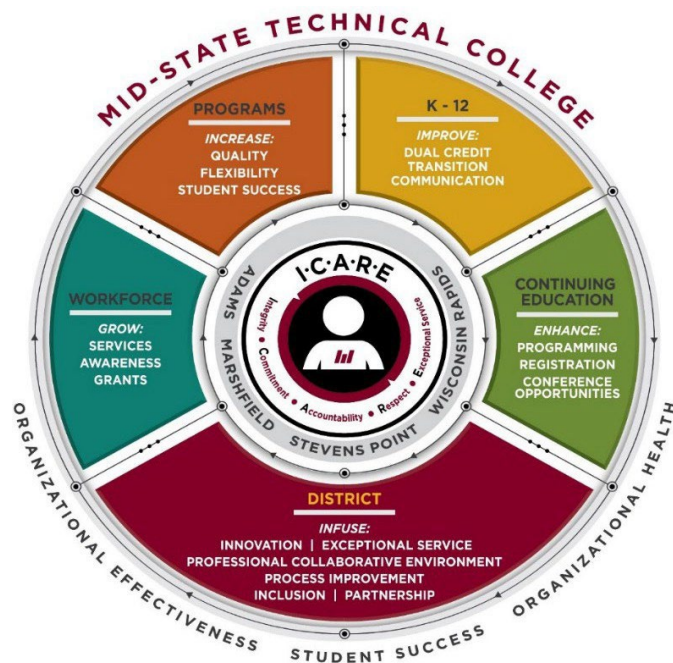 MID-STATE TECHNICAL COLLEGE
PROGRAMS
INCREASE:
QUALITY
FLEXIBILITY
STUDENT SUCCESS
K - 12
IMPROVE:
DUAL CREDIT
TRANSITION
COMMUNICATION
WORKFORCE
GROW:
SERVICES
AWARENESS
GRANTS
CONTINUING
EDUCATION
ENHANCE:
PROGRAMMING
REGISTRATION
CONFERENCE
OPPORTUNITIES
I·C·A·R·E
Integrity • Commitment • Accountability • Respect • Exceptional Service
ADAMS MARSHFIELD STEVENS POINT WISCONSIN RAPIDS
DISTRICT
INFUSE:
INNOVATION | EXCEPTIONAL SERVICE
PROFESSIONAL COLLABORATIVE ENVIRONMENT
PROCESS IMPROVEMENT
INCLUSION | PARTNERSHIP
ORGANIZATIONAL EFFECTIVENESS
STUDENT SUCCESS
ORGANIZATIONAL HEALTH